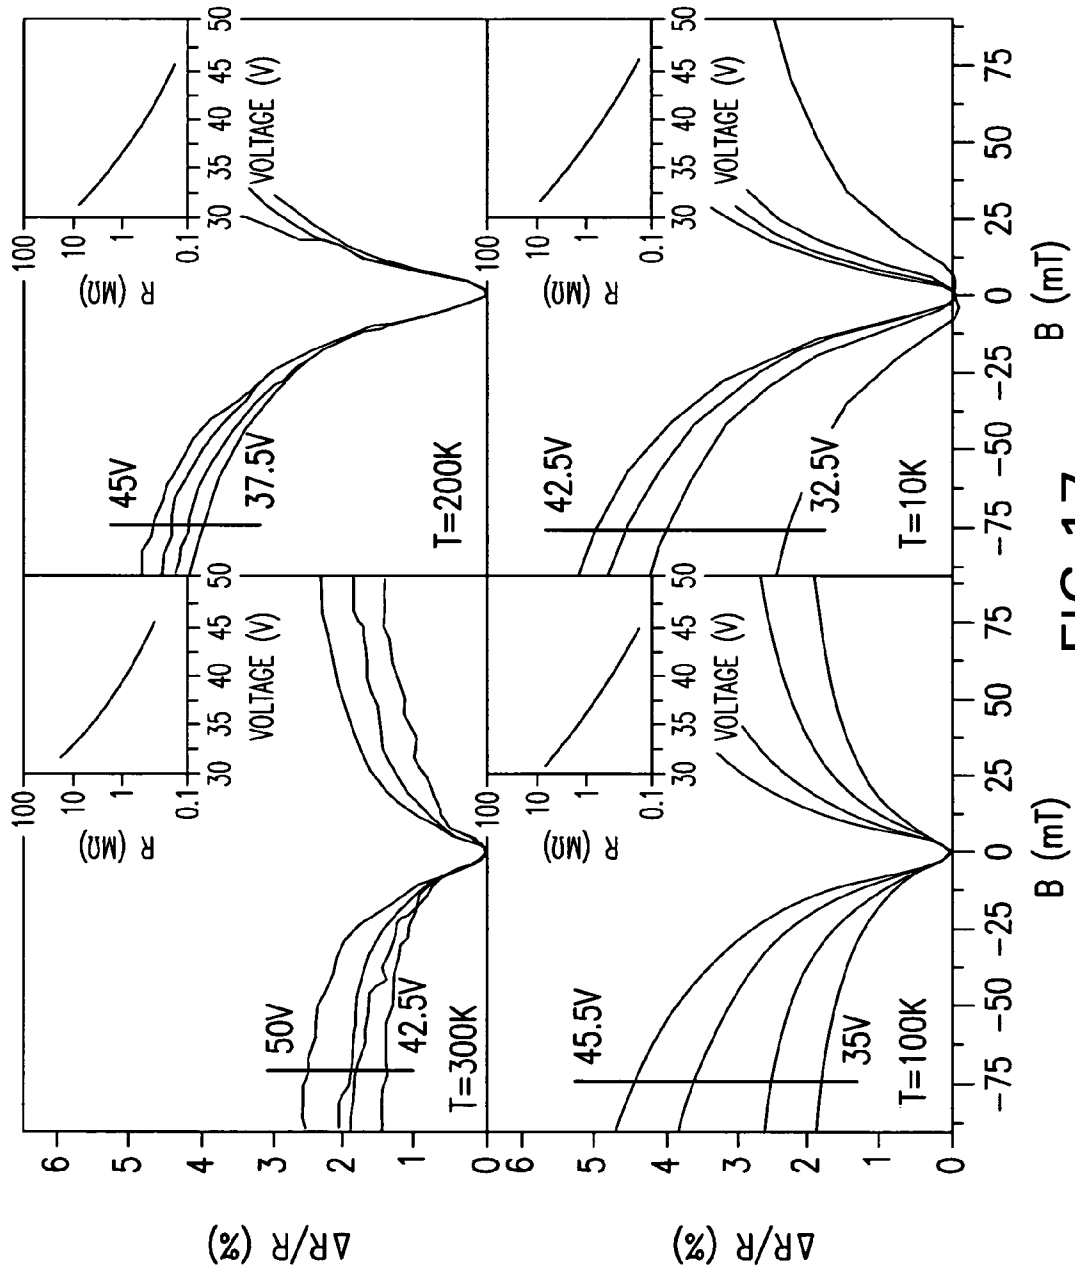 ΔR/R (%)
6
5
4
3
2
1
0
50V
42.5V
T=300K
R (MΩ)
100
10
1
0.1
30 35 40 45 50
VOLTAGE (V)
45V
37.5V
T=200K
R (MΩ)
100
10
1
0.1
30 35 40 45 50
VOLTAGE (V)
ΔR/R (%)
6
5
4
3
2
1
0
45.5V
35V
T=100K
R (MΩ)
100
10
1
0.1
30 35 40 45 50
VOLTAGE (V)
42.5V
32.5V
T=10K
R (MΩ)
100
10
1
0.1
30 35 40 45 50
VOLTAGE (V)
-75 -50 -25 0 25 50 75
-75 -50 -25 0 25 50 75
B (mT)
B (mT)
FIG. 17